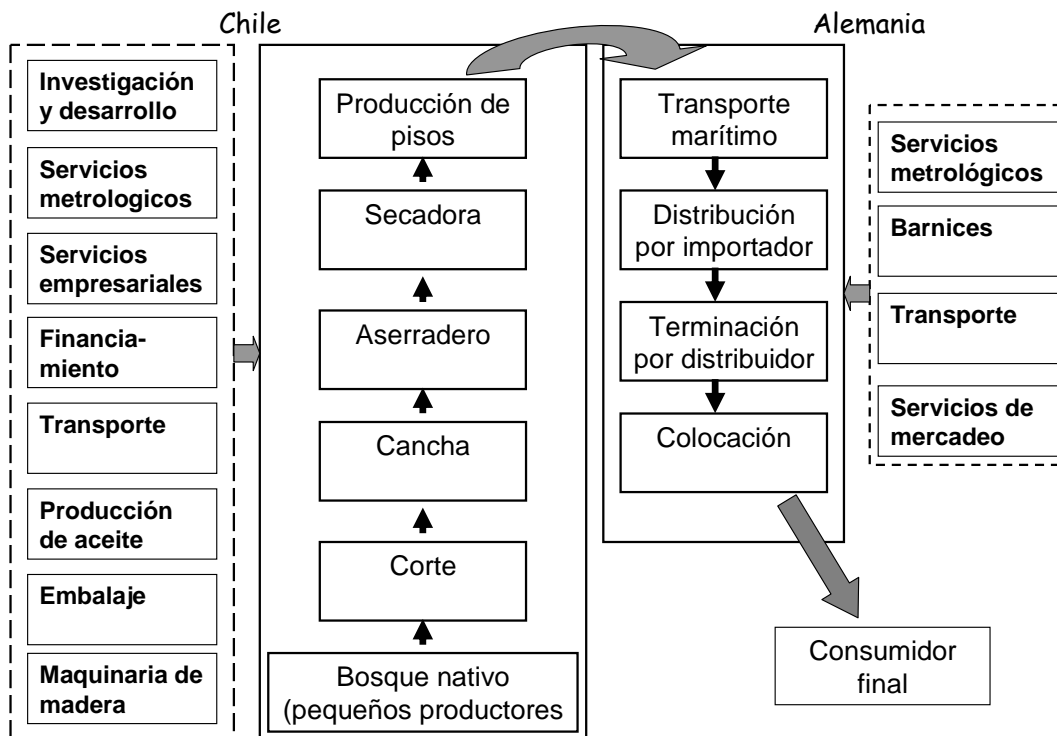 Chile
Alemania
Investigación
y desarrollo
Servicios
metrologicos
Servicios
empresariales
Financia-
miento
Transporte
Producción
de aceite
Embalaje
Maquinaria de
madera
Producción de
pisos
Secadora
Aserradero
Cancha
Corte
Bosque nativo
(pequeños productores
Transporte
marítimo
Distribución
por importador
Terminación
por distribuidor
Colocación
Servicios
metrológicos
Barnices
Transporte
Servicios de
mercadeo
Consumidor
final